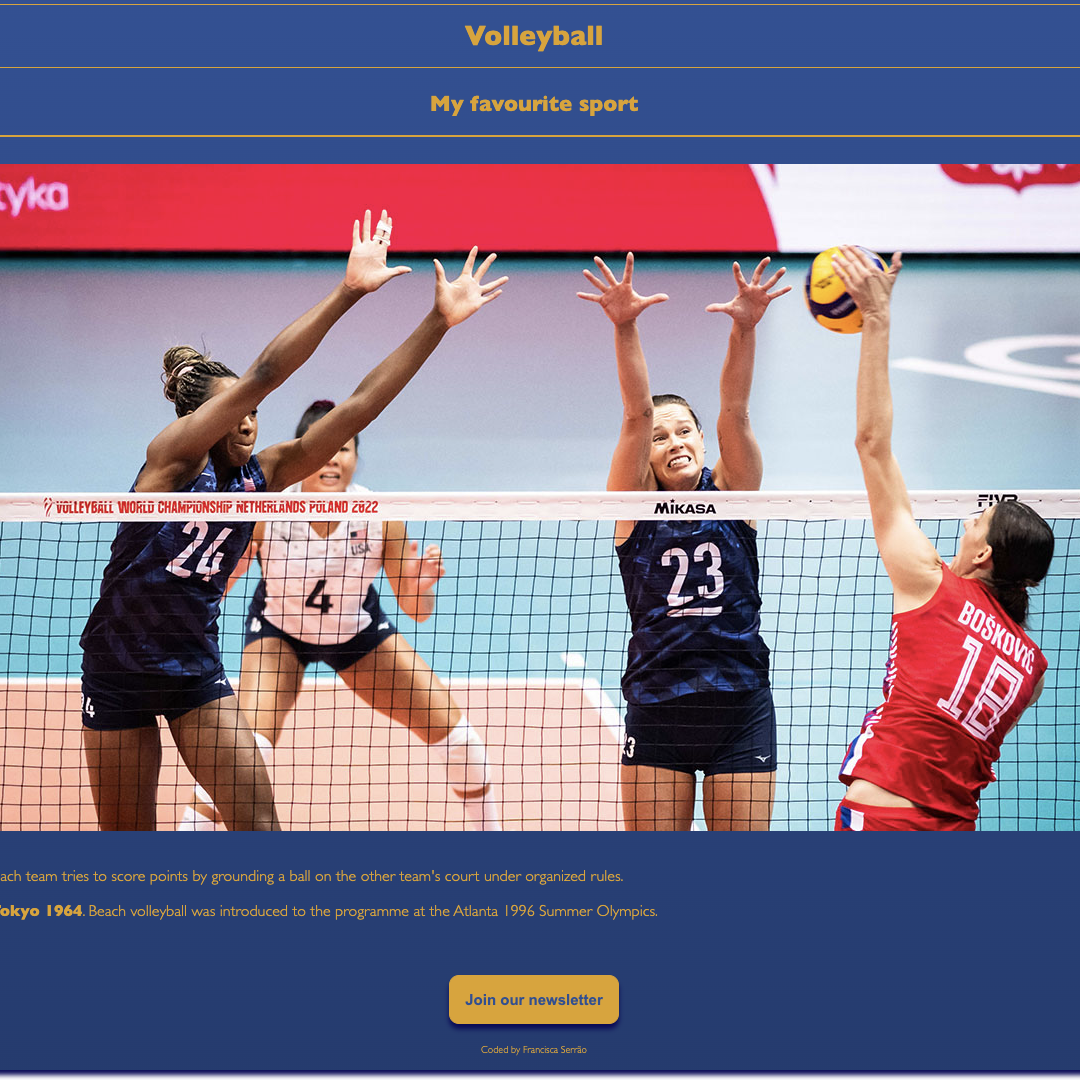 Volleyball
My favourite sport
tyka
VOLLEYBALL WORLD CHAMPIONSHIP NETHERLANDS POLAND 2022
MIKASA
FIVB
24
USA
4
23
BOŠKOVIĆ
18
24
23
ach team tries to score points by grounding a ball on the other team's court under organized rules.
Tokyo 1964. Beach volleyball was introduced to the programme at the Atlanta 1996 Summer Olympics.
Join our newsletter
Coded by Francisca Serrão